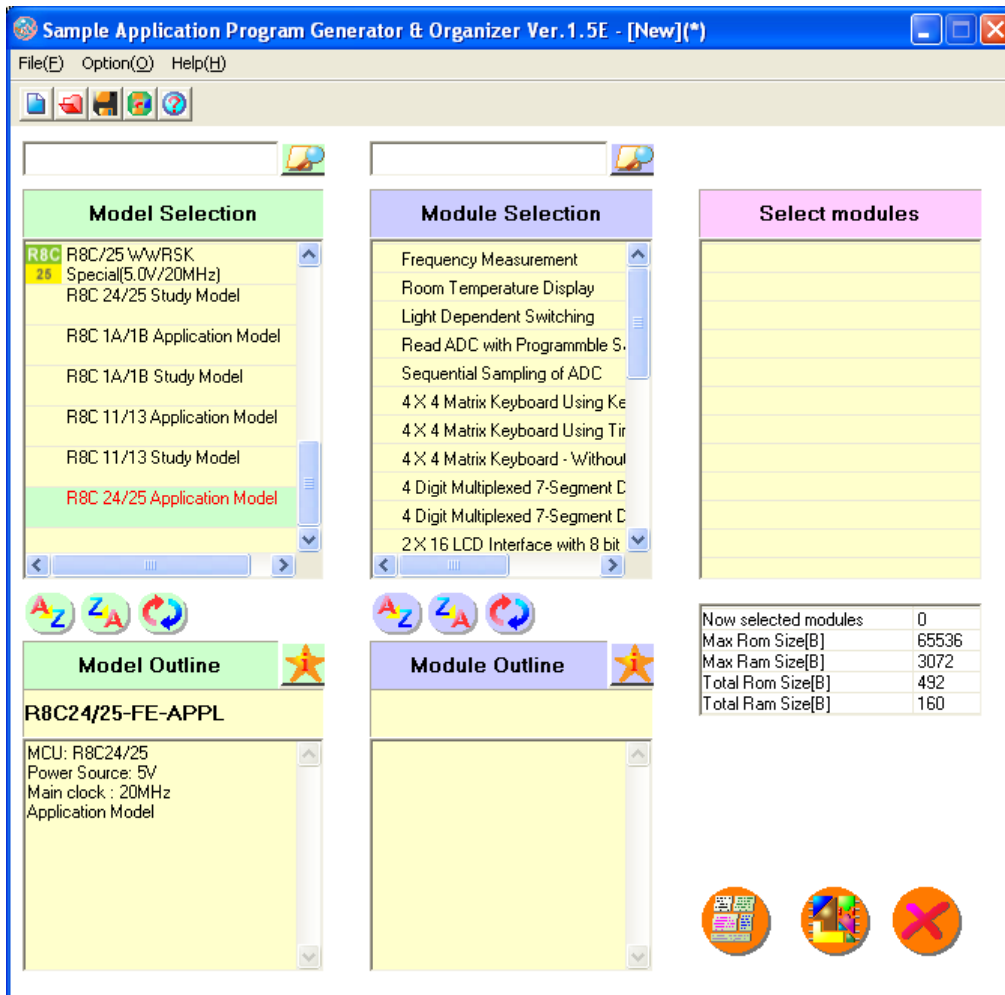 Sample Application Program Generator & Organizer Ver.1.5E - [New](*)
File(F) Option(O) Help(H)
Model Selection
R8C R8C/25 WWRSK
25 Special(5.0V/20MHz)
R8C 24/25 Study Model
R8C 1A/1B Application Model
R8C 1A/1B Study Model
R8C 11/13 Application Model
R8C 11/13 Study Model
R8C 24/25 Application Model
Module Selection
Frequency Measurement
Room Temperature Display
Light Dependent Switching
Read ADC with Programmble S
Sequential Sampling of ADC
4 X 4 Matrix Keyboard Using Ke
4 X 4 Matrix Keyboard Using Tir
4 X 4 Matrix Keyboard - Without
4 Digit Multiplexed 7-Segment D
4 Digit Multiplexed 7-Segment D
2 X 16 LCD Interface with 8 bit
Select modules
A Z
Z A
A Z
Z A
Now selected modules 0
Max Rom Size[B] 65536
Max Ram Size[B] 3072
Total Rom Size[B] 492
Total Ram Size[B] 160
Model Outline i
R8C24/25-FE-APPL
MCU: R8C24/25
Power Source: 5V
Main clock : 20MHz
Application Model
Module Outline i